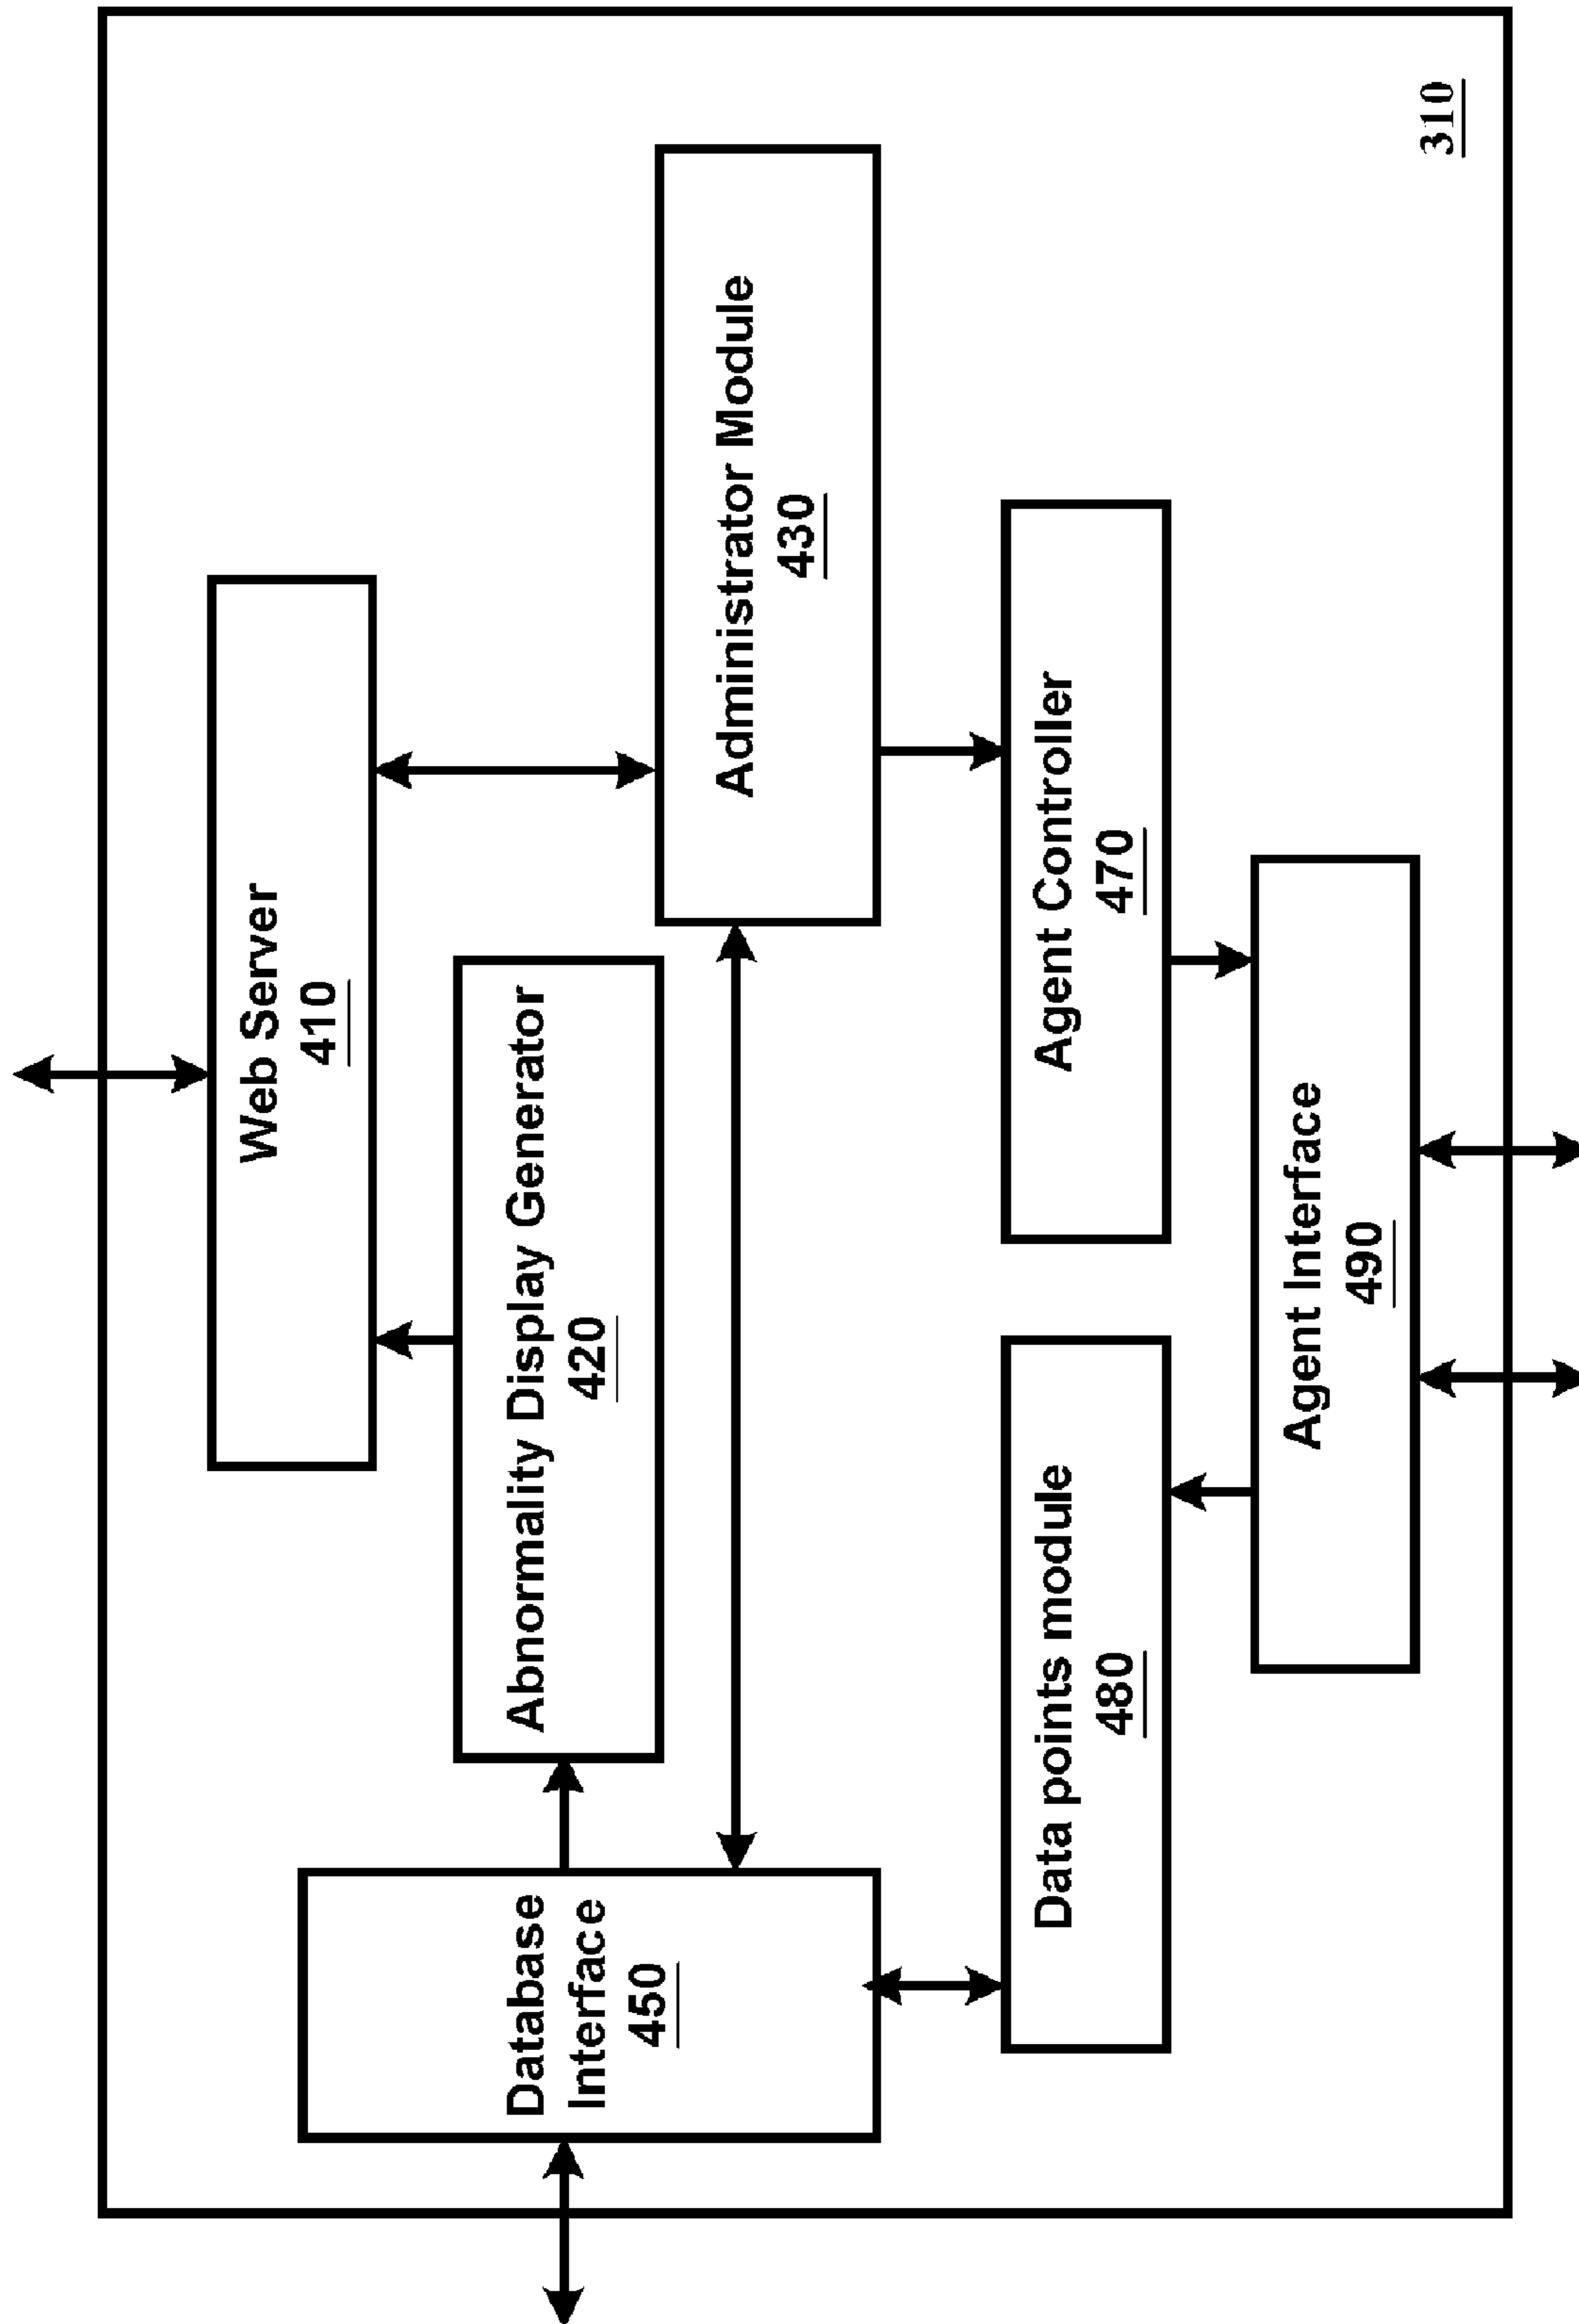 Web Server
410
Abnormality Display Generator
420
Database
Interface
450
Administrator Module
430
Data points module
480
Agent Controller
470
Agent Interface
490
310